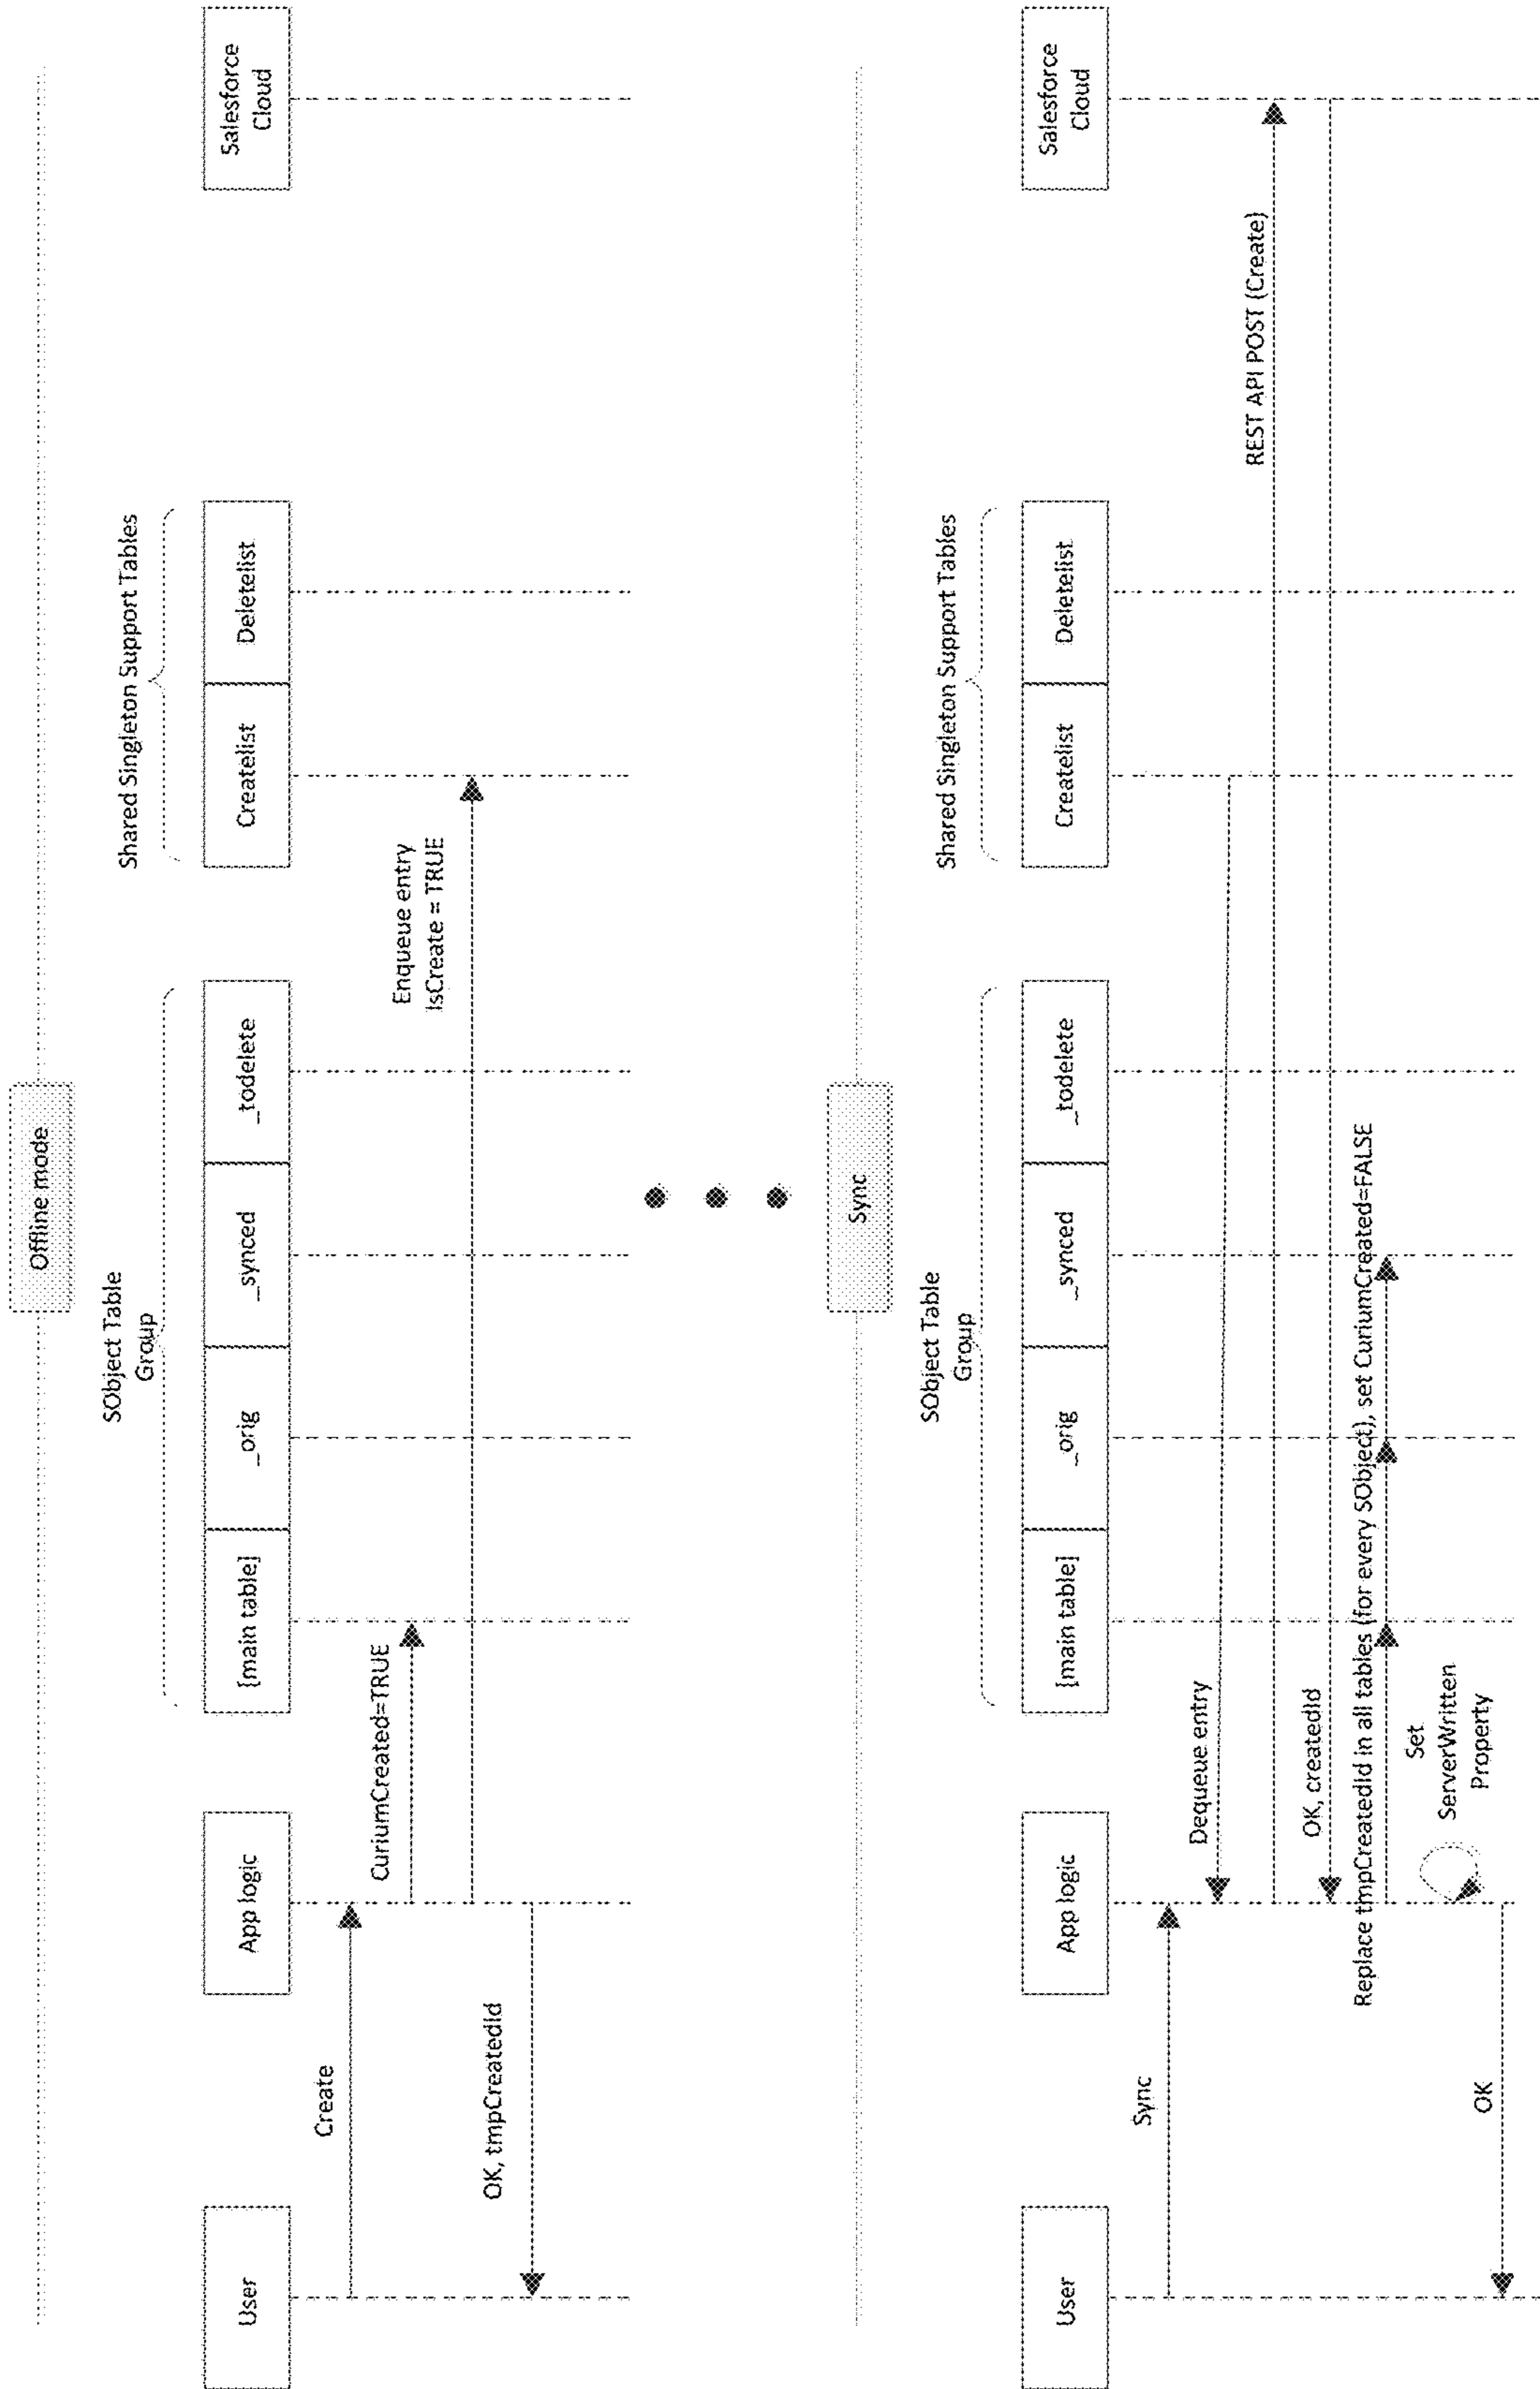 Offline mode
SObject Table
Group
Shared Singleton Support Tables
User
App logic
[main table]
_orig
_synced
_todelete
Createlist
Deletelist
Salesforce
Cloud
Create
CuriumCreated=TRUE
Enqueue entry
IsCreate = TRUE
OK, tmpCreatedId
Sync
SObject Table
Group
Shared Singleton Support Tables
User
App logic
[main table]
_orig
_synced
_todelete
Createlist
Deletelist
Salesforce
Cloud
Sync
Dequeue entry
REST API POST (Create)
OK, createdId
Replace tmpCreatedId in all tables (for every SObject), set CuriumCreated=FALSE
Set
ServerWritten
Property
OK